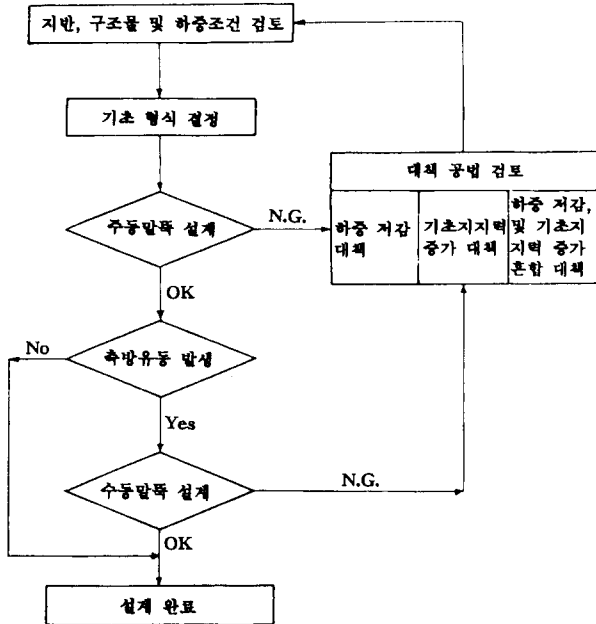 지반, 구조물 및 하중조건 검토
기초 형식 결정
주동말뚝 설계
N.G.
OK
대책 공법 검토
하중 저감
대책
기초지지력
증가 대책
하중 저감,
및 기초지
지력 증가
혼합 대책
측방유동 발생
No
Yes
수동말뚝 설계
N.G.
OK
설계 완료